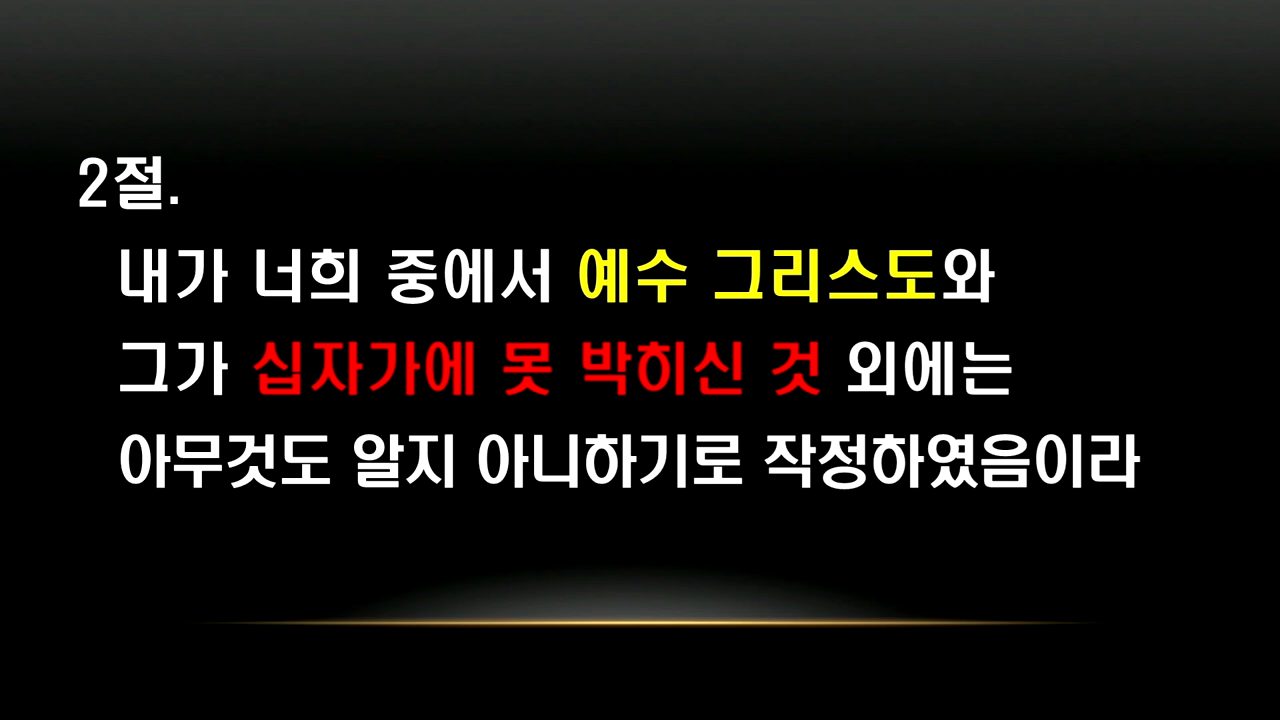 2절.
내가 너희 중에서 예수 그리스도와
그가 십자가에 못 박히신 것 외에는
아무것도 알지 아니하기로 작정하였음이라